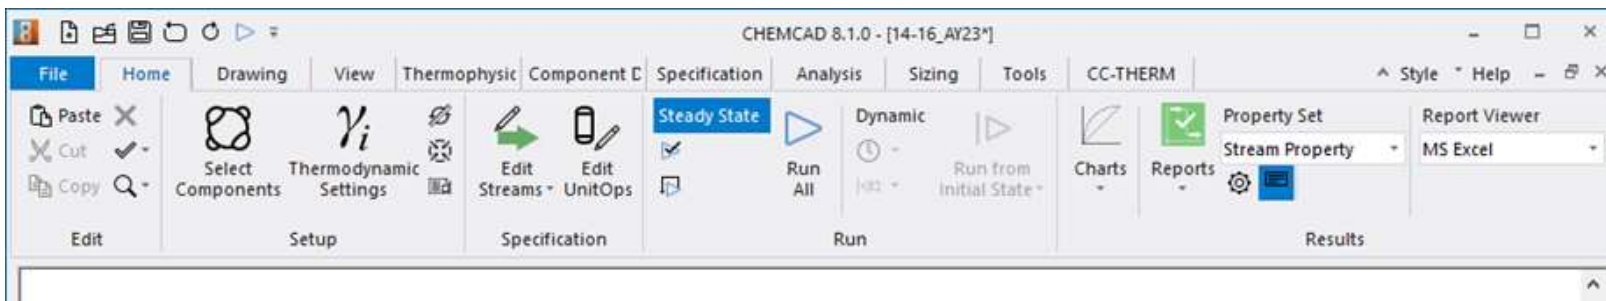 CHEMCAD 8.1.0 - [14-16_AY23*]
File Home Drawing View Thermophysic Component D Specification Analysis Sizing Tools CC-THERM Style Help
Paste
Cut
Copy
Edit
Select
Components
γi
Thermodynamic
Settings
Setup
Edit
Streams
Edit
UnitOps
Specification
Steady State
Run
All
Dynamic
Run from
Initial State
Run
Charts
Reports
Property Set
Stream Property
Report Viewer
MS Excel
Results